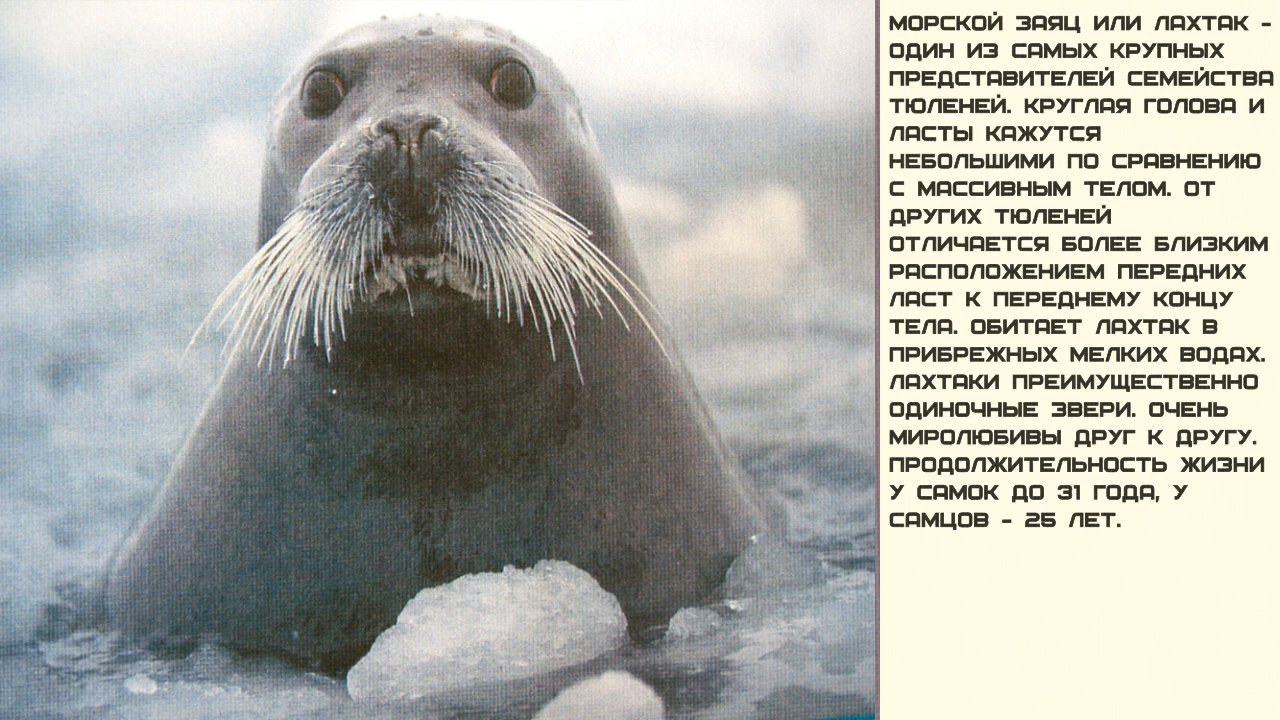 МОРСКОЙ ЗАЯЦ ИЛИ ЛАХТАК -
ОДИН ИЗ САМЫХ КРУПНЫХ
ПРЕДСТАВИТЕЛЕЙ СЕМЕЙСТВА
ТЮЛЕНЕЙ. КРУГЛАЯ ГОЛОВА И
ЛАСТЫ КАЖУТСЯ
НЕБОЛЬШИМИ ПО СРАВНЕНИЮ
С МАССИВНЫМ ТЕЛОМ. ОТ
ДРУГИХ ТЮЛЕНЕЙ
ОТЛИЧАЕТСЯ БОЛЕЕ БЛИЗКИМ
РАСПОЛОЖЕНИЕМ ПЕРЕДНИХ
ЛАСТ К ПЕРЕДНЕМУ КОНЦУ
ТЕЛА. ОБИТАЕТ ЛАХТАК В
ПРИБРЕЖНЫХ МЕЛКИХ ВОДАХ.
ЛАХТАКИ ПРЕИМУЩЕСТВЕННО
ОДИНОЧНЫЕ ЗВЕРИ. ОЧЕНЬ
МИРОЛЮБИВЫ ДРУГ К ДРУГУ.
ПРОДОЛЖИТЕЛЬНОСТЬ ЖИЗНИ
У САМОК ДО 31 ГОДА, У
САМЦОВ - 25 ЛЕТ.